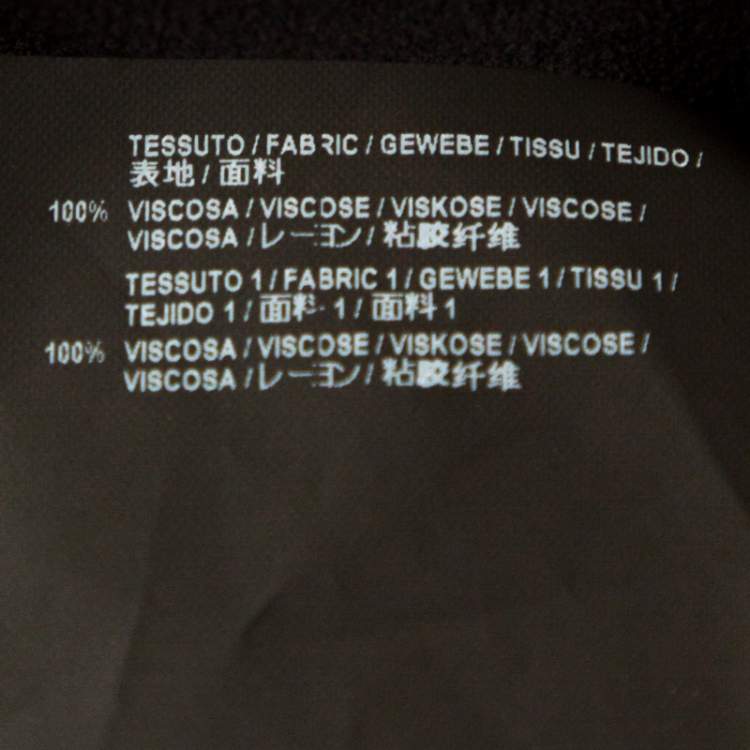 TESSUTO / FABRIC / GEWEBE / TISSU / TEJIDO /
表地 / 面料
100% VISCOSA / VISCOSE / VISKOSE / VISCOSE /
VISCOSA / レーヨン / 粘胶纤维
TESSUTO 1 / FABRIC 1 / GEWEBE 1 / TISSU 1 /
TEJIDO 1 / 面料 1 / 面料 1
100% VISCOSA / VISCOSE / VISKOSE / VISCOSE /
VISCOSA / レーヨン / 粘胶纤维